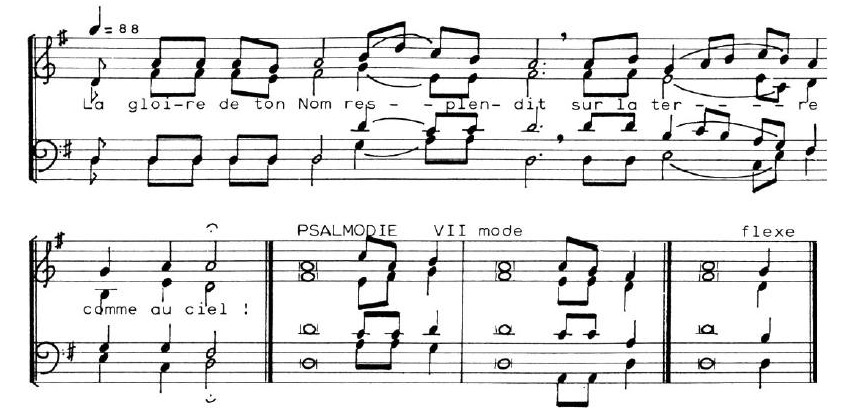 = 88
La gloi-re de ton Nom res - - plen- dit sur la ter - - - - re
PSALMODIE VII mode flexe
comme au ciel !